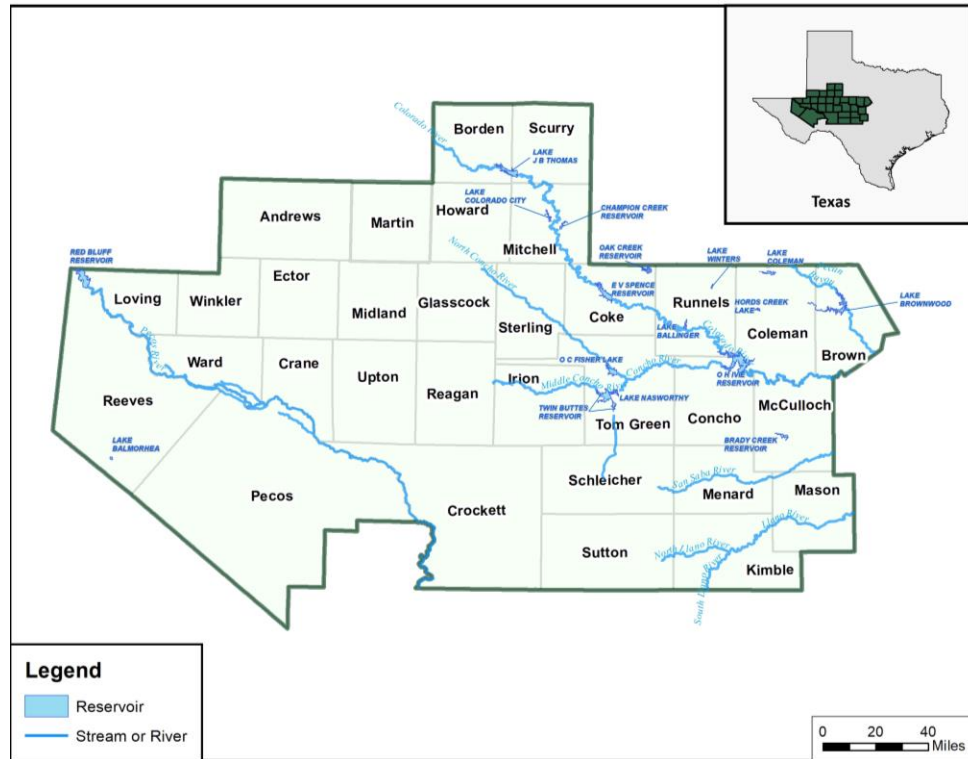 Colorado River
Borden
Scurry
LAKE
J B THOMAS
LAKE
COLORADO CITY
CHAMPION CREEK
RESERVOIR
Texas
Andrews
Martin
Howard
Mitchell
North Concho River
OAK CREEK
RESERVOIR
LAKE
WINTERS
LAKE
COLEMAN
Pecan
Bayou
RED BLUFF
RESERVOIR
Loving
Winkler
Ector
Midland
Glasscock
Sterling
E V SPENCE
RESERVOIR
Coke
Runnels
HORDS CREEK
LAKE
LAKE
BROWNWOOD
LAKE
BALLINGER
Colorado River
Coleman
Brown
Pecos River
Ward
Crane
Upton
Reagan
Irion
O C FISHER LAKE
Concho River
O H IVIE
RESERVOIR
Middle Concho River
LAKE NASWORTHY
TWIN BUTTES
RESERVOIR
Tom Green
Concho
McCulloch
BRADY CREEK
RESERVOIR
Reeves
LAKE
BALMORHEA
Pecos
Crockett
Schleicher
San Saba River
Menard
Mason
Llano River
Sutton
North Llano River
South Llano River
Kimble
Legend
Reservoir
Stream or River
0 20 40
Miles